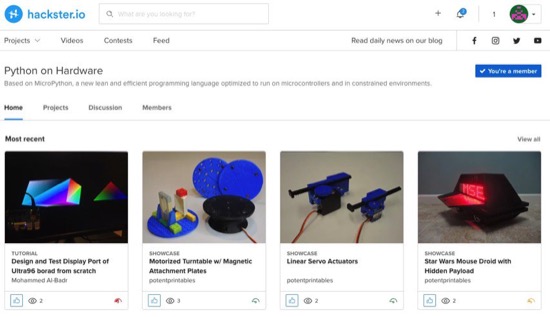 hackster.io
What are you looking for?
1
Projects
Videos
Contests
Feed
Read daily news on our blog
Python on Hardware
You're a member
Based on MicroPython, a new lean and efficient programming language optimized to run on microcontrollers and in constrained environments.
Home
Projects
Discussion
Members
Most recent
View all
MSE
TUTORIAL
Design and Test Display Port of
Ultra96 borad from scratch
Mohammed Al-Badr
2
SHOWCASE
Motorized Turntable w/ Magnetic
Attachment Plates
potentprintables
3
SHOWCASE
Linear Servo Actuators
potentprintables
2
SHOWCASE
Star Wars Mouse Droid with
Hidden Payload
potentprintables
2